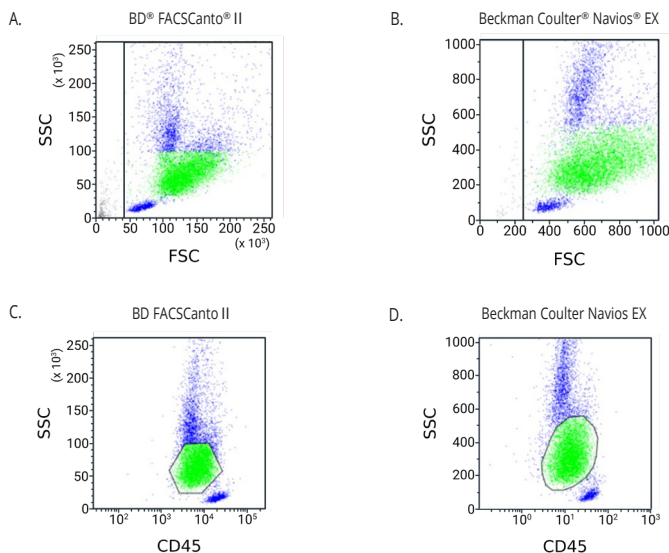 A.
BD® FACSCanto® II
SSC
(x 10³)
250
200
150
100
50
0
0 50 100 150 200 250
(x 10³)
FSC
B.
Beckman Coulter® Navios® EX
SSC
1000
800
600
400
200
0
0 200 400 600 800 1000
FSC
C.
BD FACSCanto II
SSC
(x 10³)
250
200
150
100
50
0
10² 10³ 10⁴ 10⁵
CD45
D.
Beckman Coulter Navios EX
SSC
1000
800
600
400
200
0
10⁰ 10¹ 10² 10³
CD45